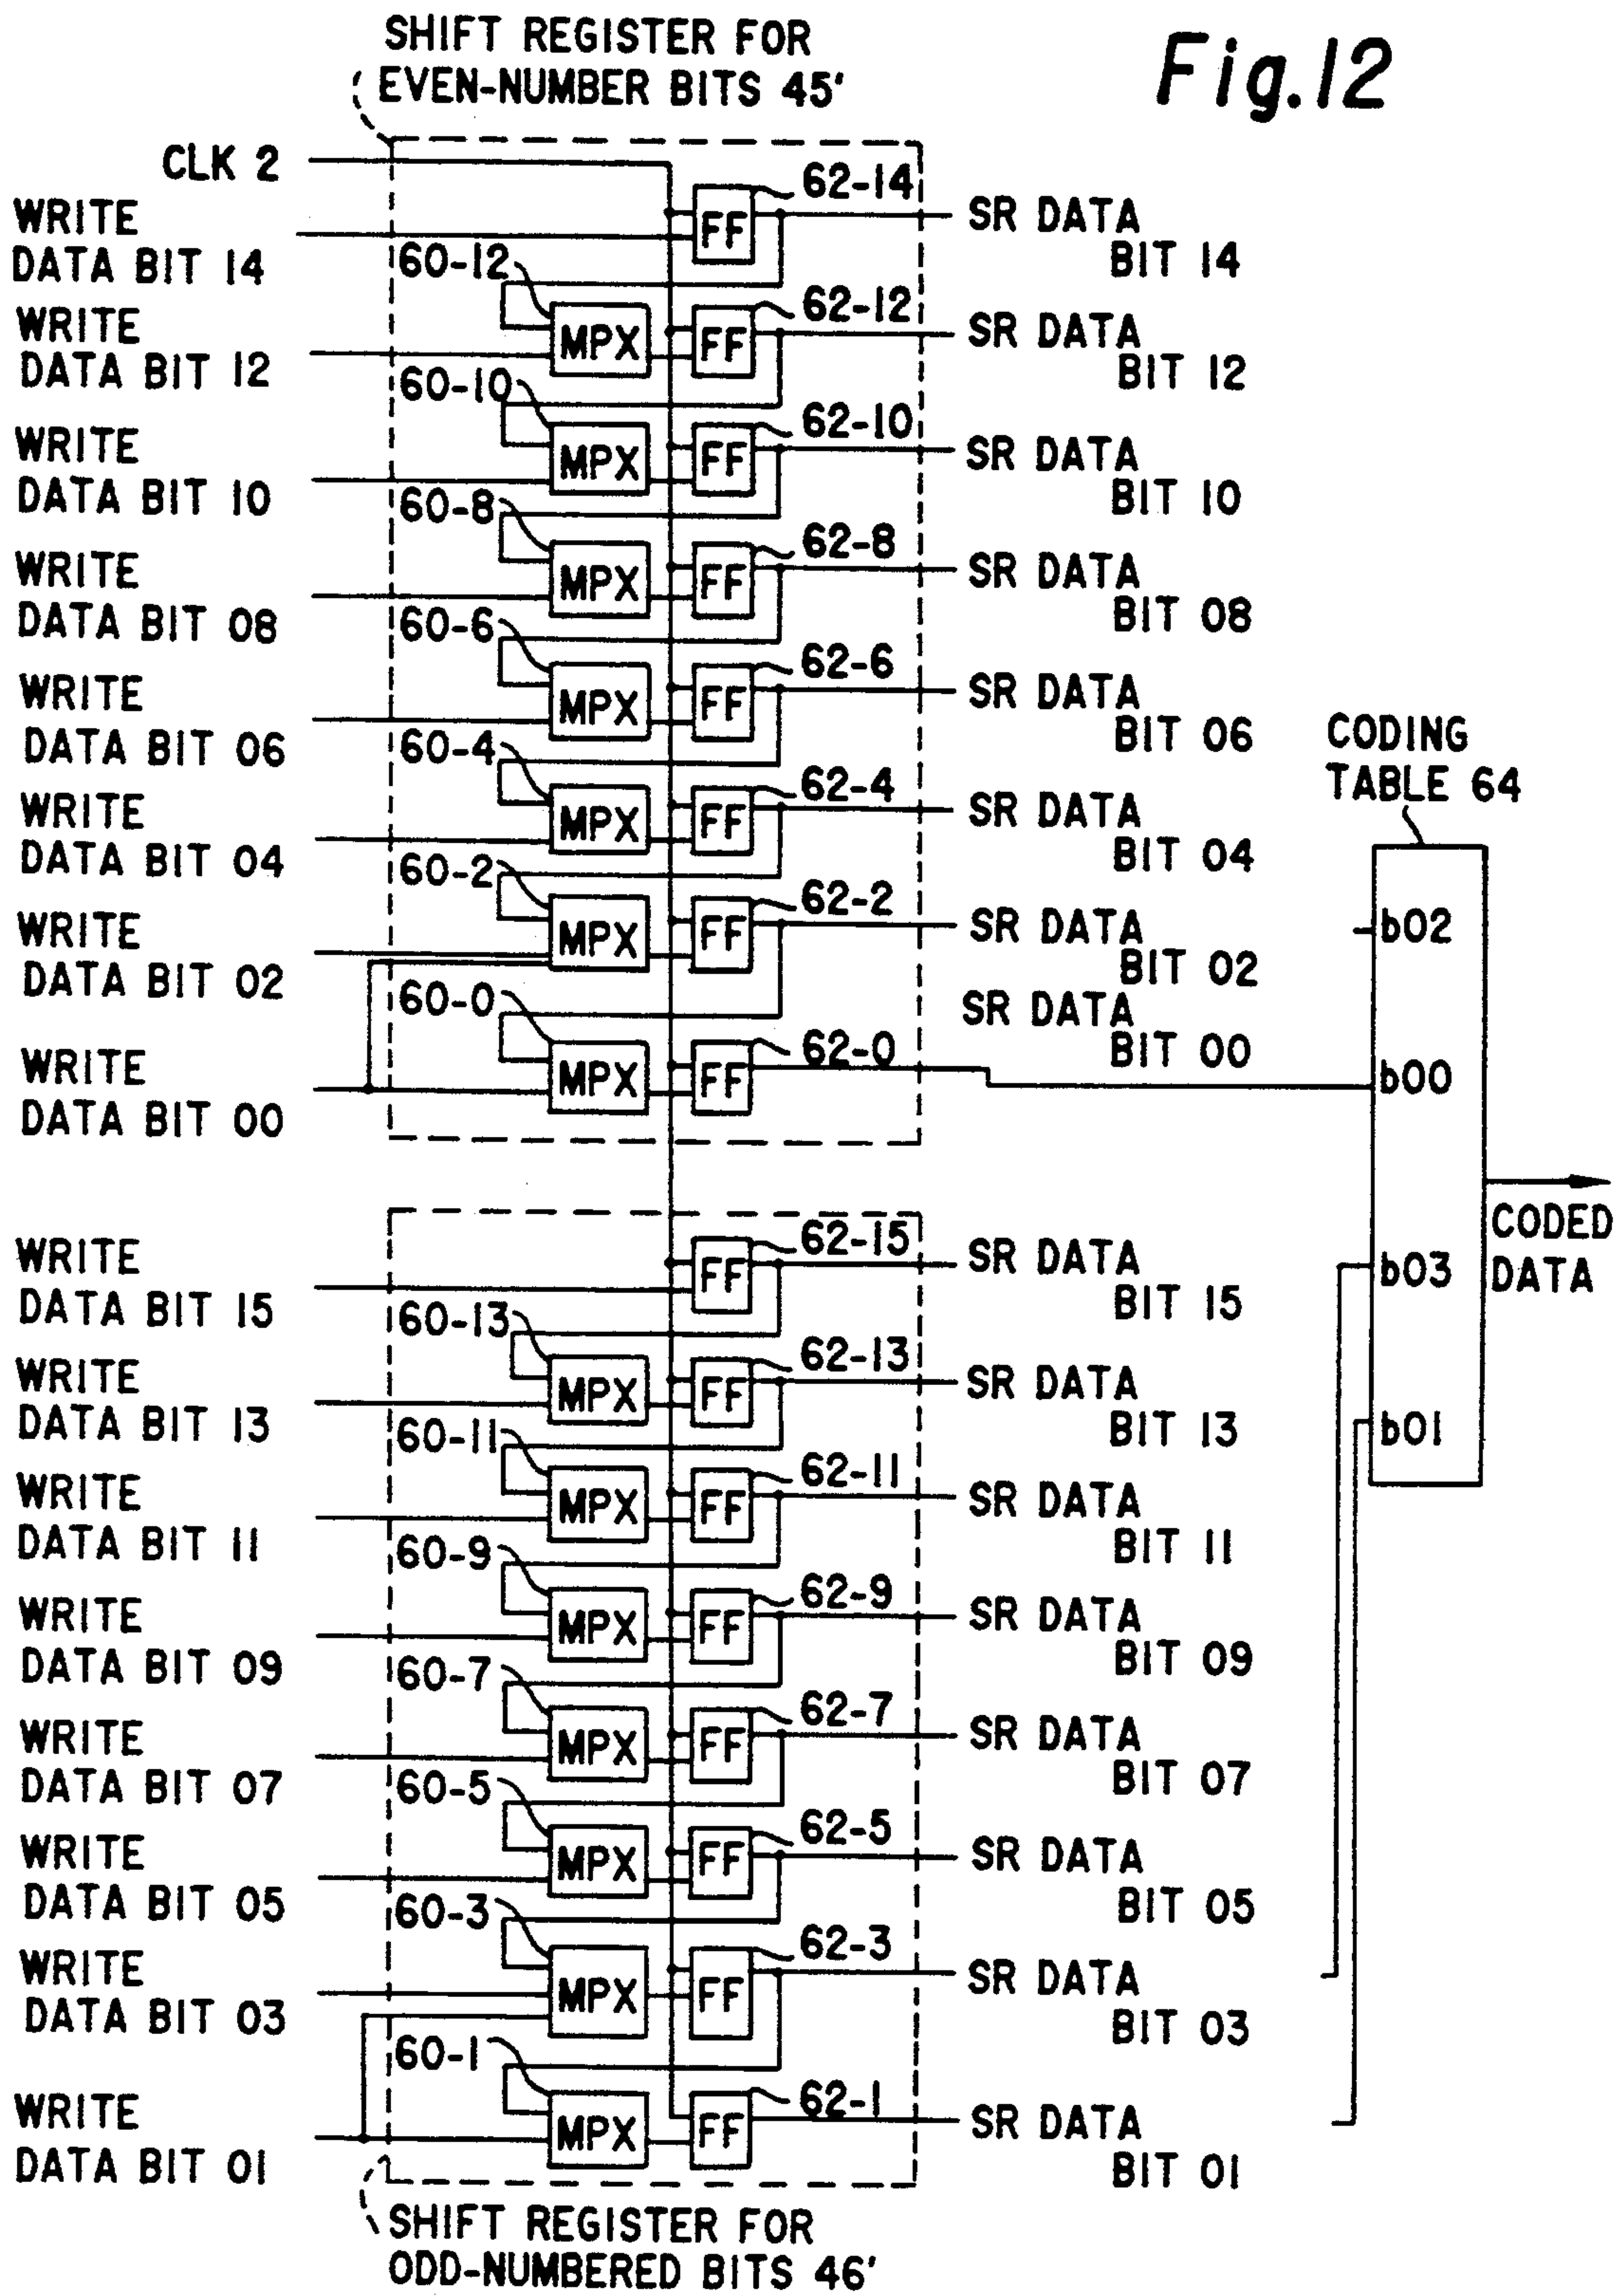 SHIFT REGISTER FOR
EVEN-NUMBER BITS 45'
Fig.12
CLK 2
62-14
WRITE
DATA BIT 14
FF
SR DATA
BIT 14
60-12
62-12
WRITE
DATA BIT 12
MPX
FF
SR DATA
BIT 12
60-10
62-10
WRITE
DATA BIT 10
MPX
FF
SR DATA
BIT 10
60-8
62-8
WRITE
DATA BIT 08
MPX
FF
SR DATA
BIT 08
60-6
62-6
WRITE
DATA BIT 06
MPX
FF
SR DATA
BIT 06
60-4
62-4
WRITE
DATA BIT 04
MPX
FF
SR DATA
BIT 04
60-2
62-2
WRITE
DATA BIT 02
MPX
FF
SR DATA
BIT 02
60-0
62-0
WRITE
DATA BIT 00
MPX
FF
SR DATA
BIT 00
CODING
TABLE 64
b02
b00
b03
b01
CODED
DATA
62-15
WRITE
DATA BIT 15
FF
SR DATA
BIT 15
60-13
62-13
WRITE
DATA BIT 13
MPX
FF
SR DATA
BIT 13
60-11
62-11
WRITE
DATA BIT 11
MPX
FF
SR DATA
BIT 11
60-9
62-9
WRITE
DATA BIT 09
MPX
FF
SR DATA
BIT 09
60-7
62-7
WRITE
DATA BIT 07
MPX
FF
SR DATA
BIT 07
60-5
62-5
WRITE
DATA BIT 05
MPX
FF
SR DATA
BIT 05
60-3
62-3
WRITE
DATA BIT 03
MPX
FF
SR DATA
BIT 03
60-1
62-1
WRITE
DATA BIT 01
MPX
FF
SR DATA
BIT 01
SHIFT REGISTER FOR
ODD-NUMBERED BITS 46'